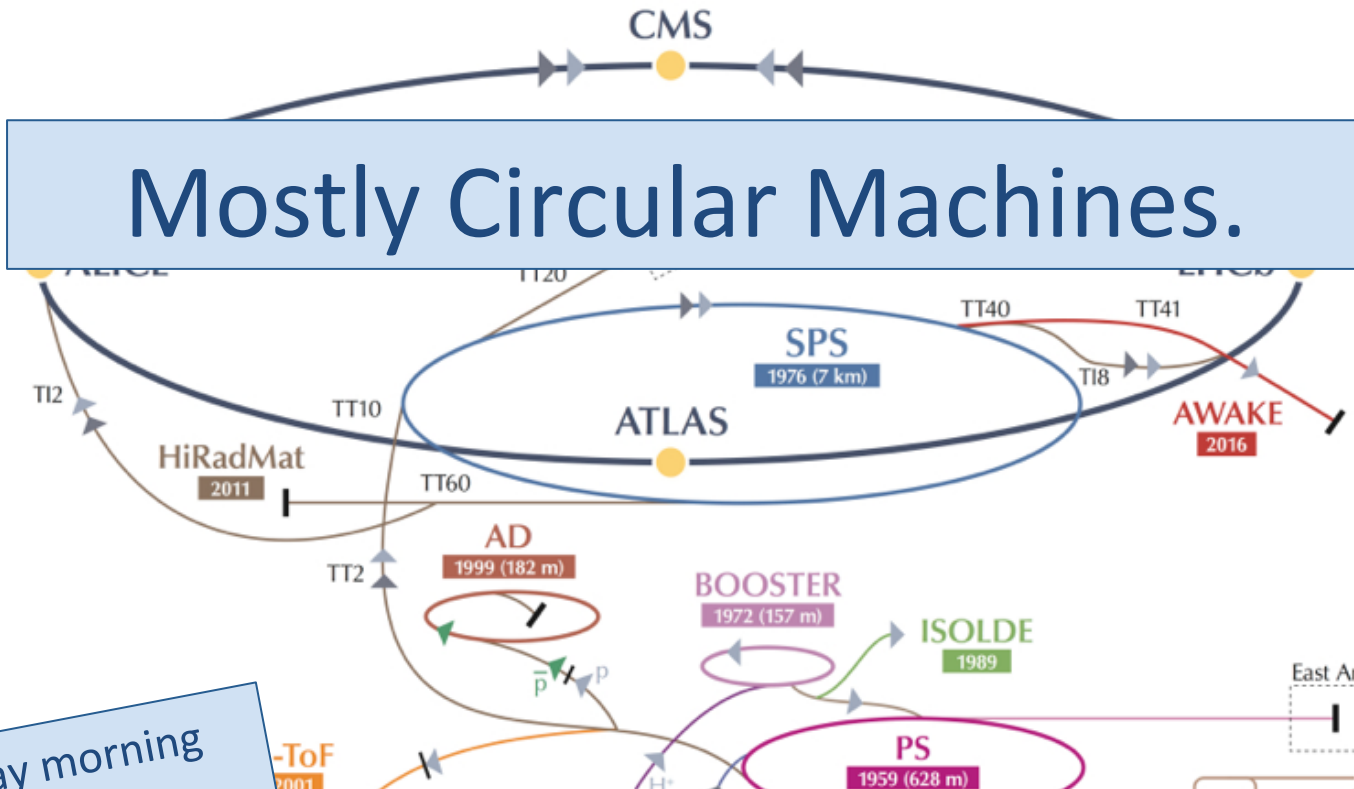 CMS
Mostly Circular Machines.
TT20
TT40
TT41
SPS
1976 (7 km)
TI8
TI2
TT10
ATLAS
AWAKE
2016
HiRadMat
2011
TT60
AD
1999 (182 m)
TT2
BOOSTER
1972 (157 m)
ISOLDE
1989
p̅
p
East
morning
-ToF
2001
PS
1959 (628 m)
H⁺